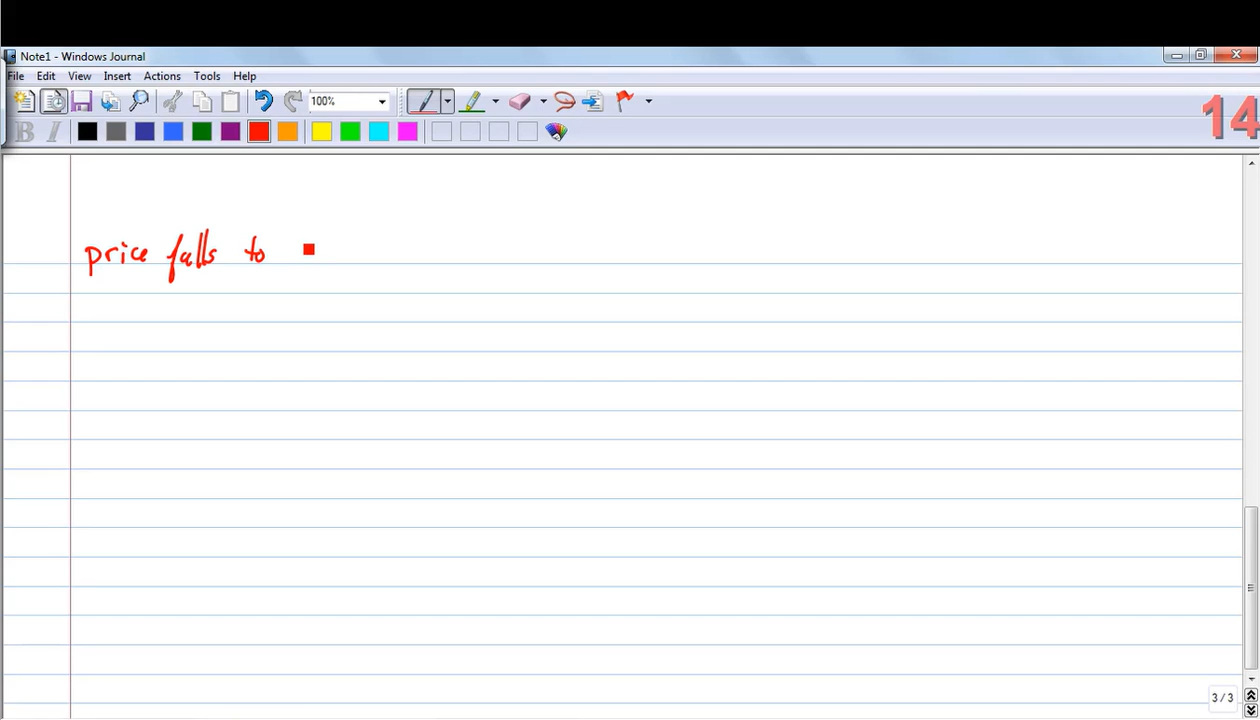 Note1 - Windows Journal
File Edit View Insert Actions Tools Help
100%
14
B I
price falls to
3 / 3